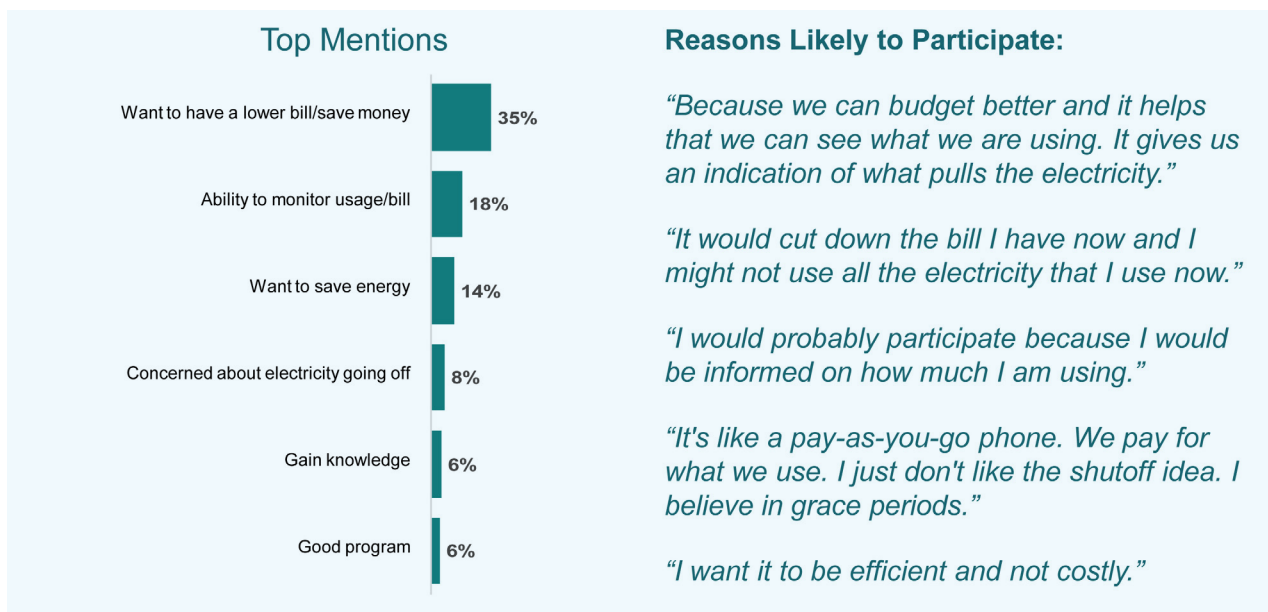 Top Mentions
Want to have a lower bill/save money
35%
Ability to monitor usage/bill
18%
Want to save energy
14%
Concerned about electricity going off
8%
Gain knowledge
6%
Good program
6%
Reasons Likely to Participate:
“Because we can budget better and it helps
that we can see what we are using. It gives us
an indication of what pulls the electricity.”
“It would cut down the bill I have now and I
might not use all the electricity that I use now.”
“I would probably participate because I would
be informed on how much I am using.”
“It's like a pay-as-you-go phone. We pay for
what we use. I just don't like the shutoff idea. I
believe in grace periods.”
“I want it to be efficient and not costly.”